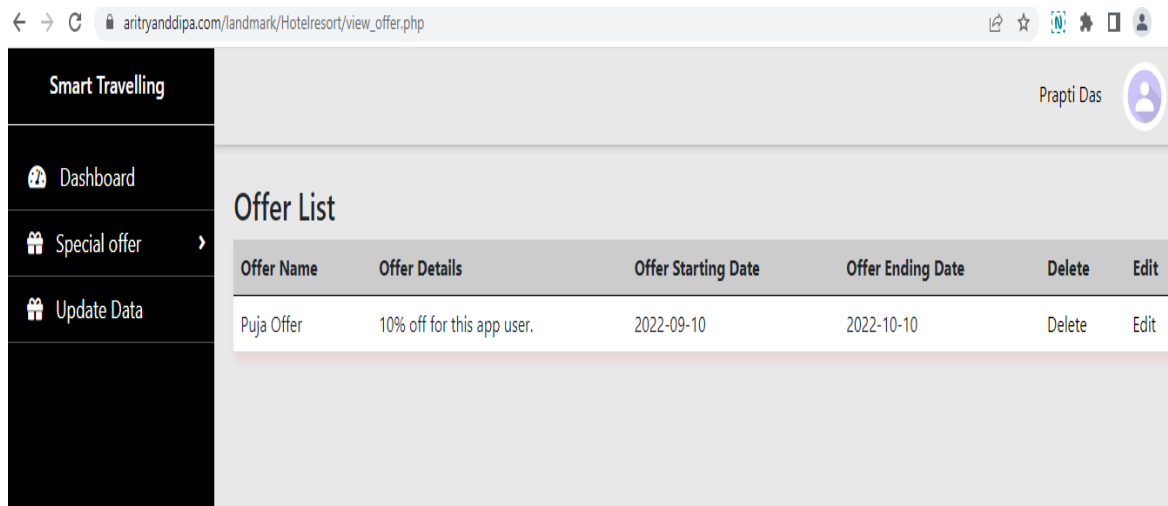 aritryanddipa.com/landmark/Hotelresort/view_offer.php
Smart Travelling
Prapti Das
Dashboard
Special offer
Update Data
Offer List
Offer Name Offer Details Offer Starting Date Offer Ending Date Delete Edit
Puja Offer 10% off for this app user. 2022-09-10 2022-10-10 Delete Edit